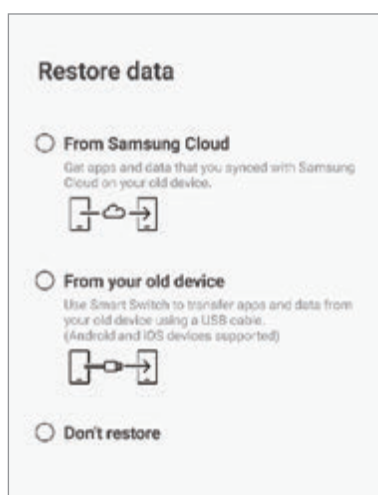 Restore data
From Samsung Cloud
Get apps and data that you synced with Samsung
Cloud on your old device.
From your old device
Use Smart Switch to transfer apps and data from
your old device using a USB cable.
(Android and iOS devices supported)
Don't restore